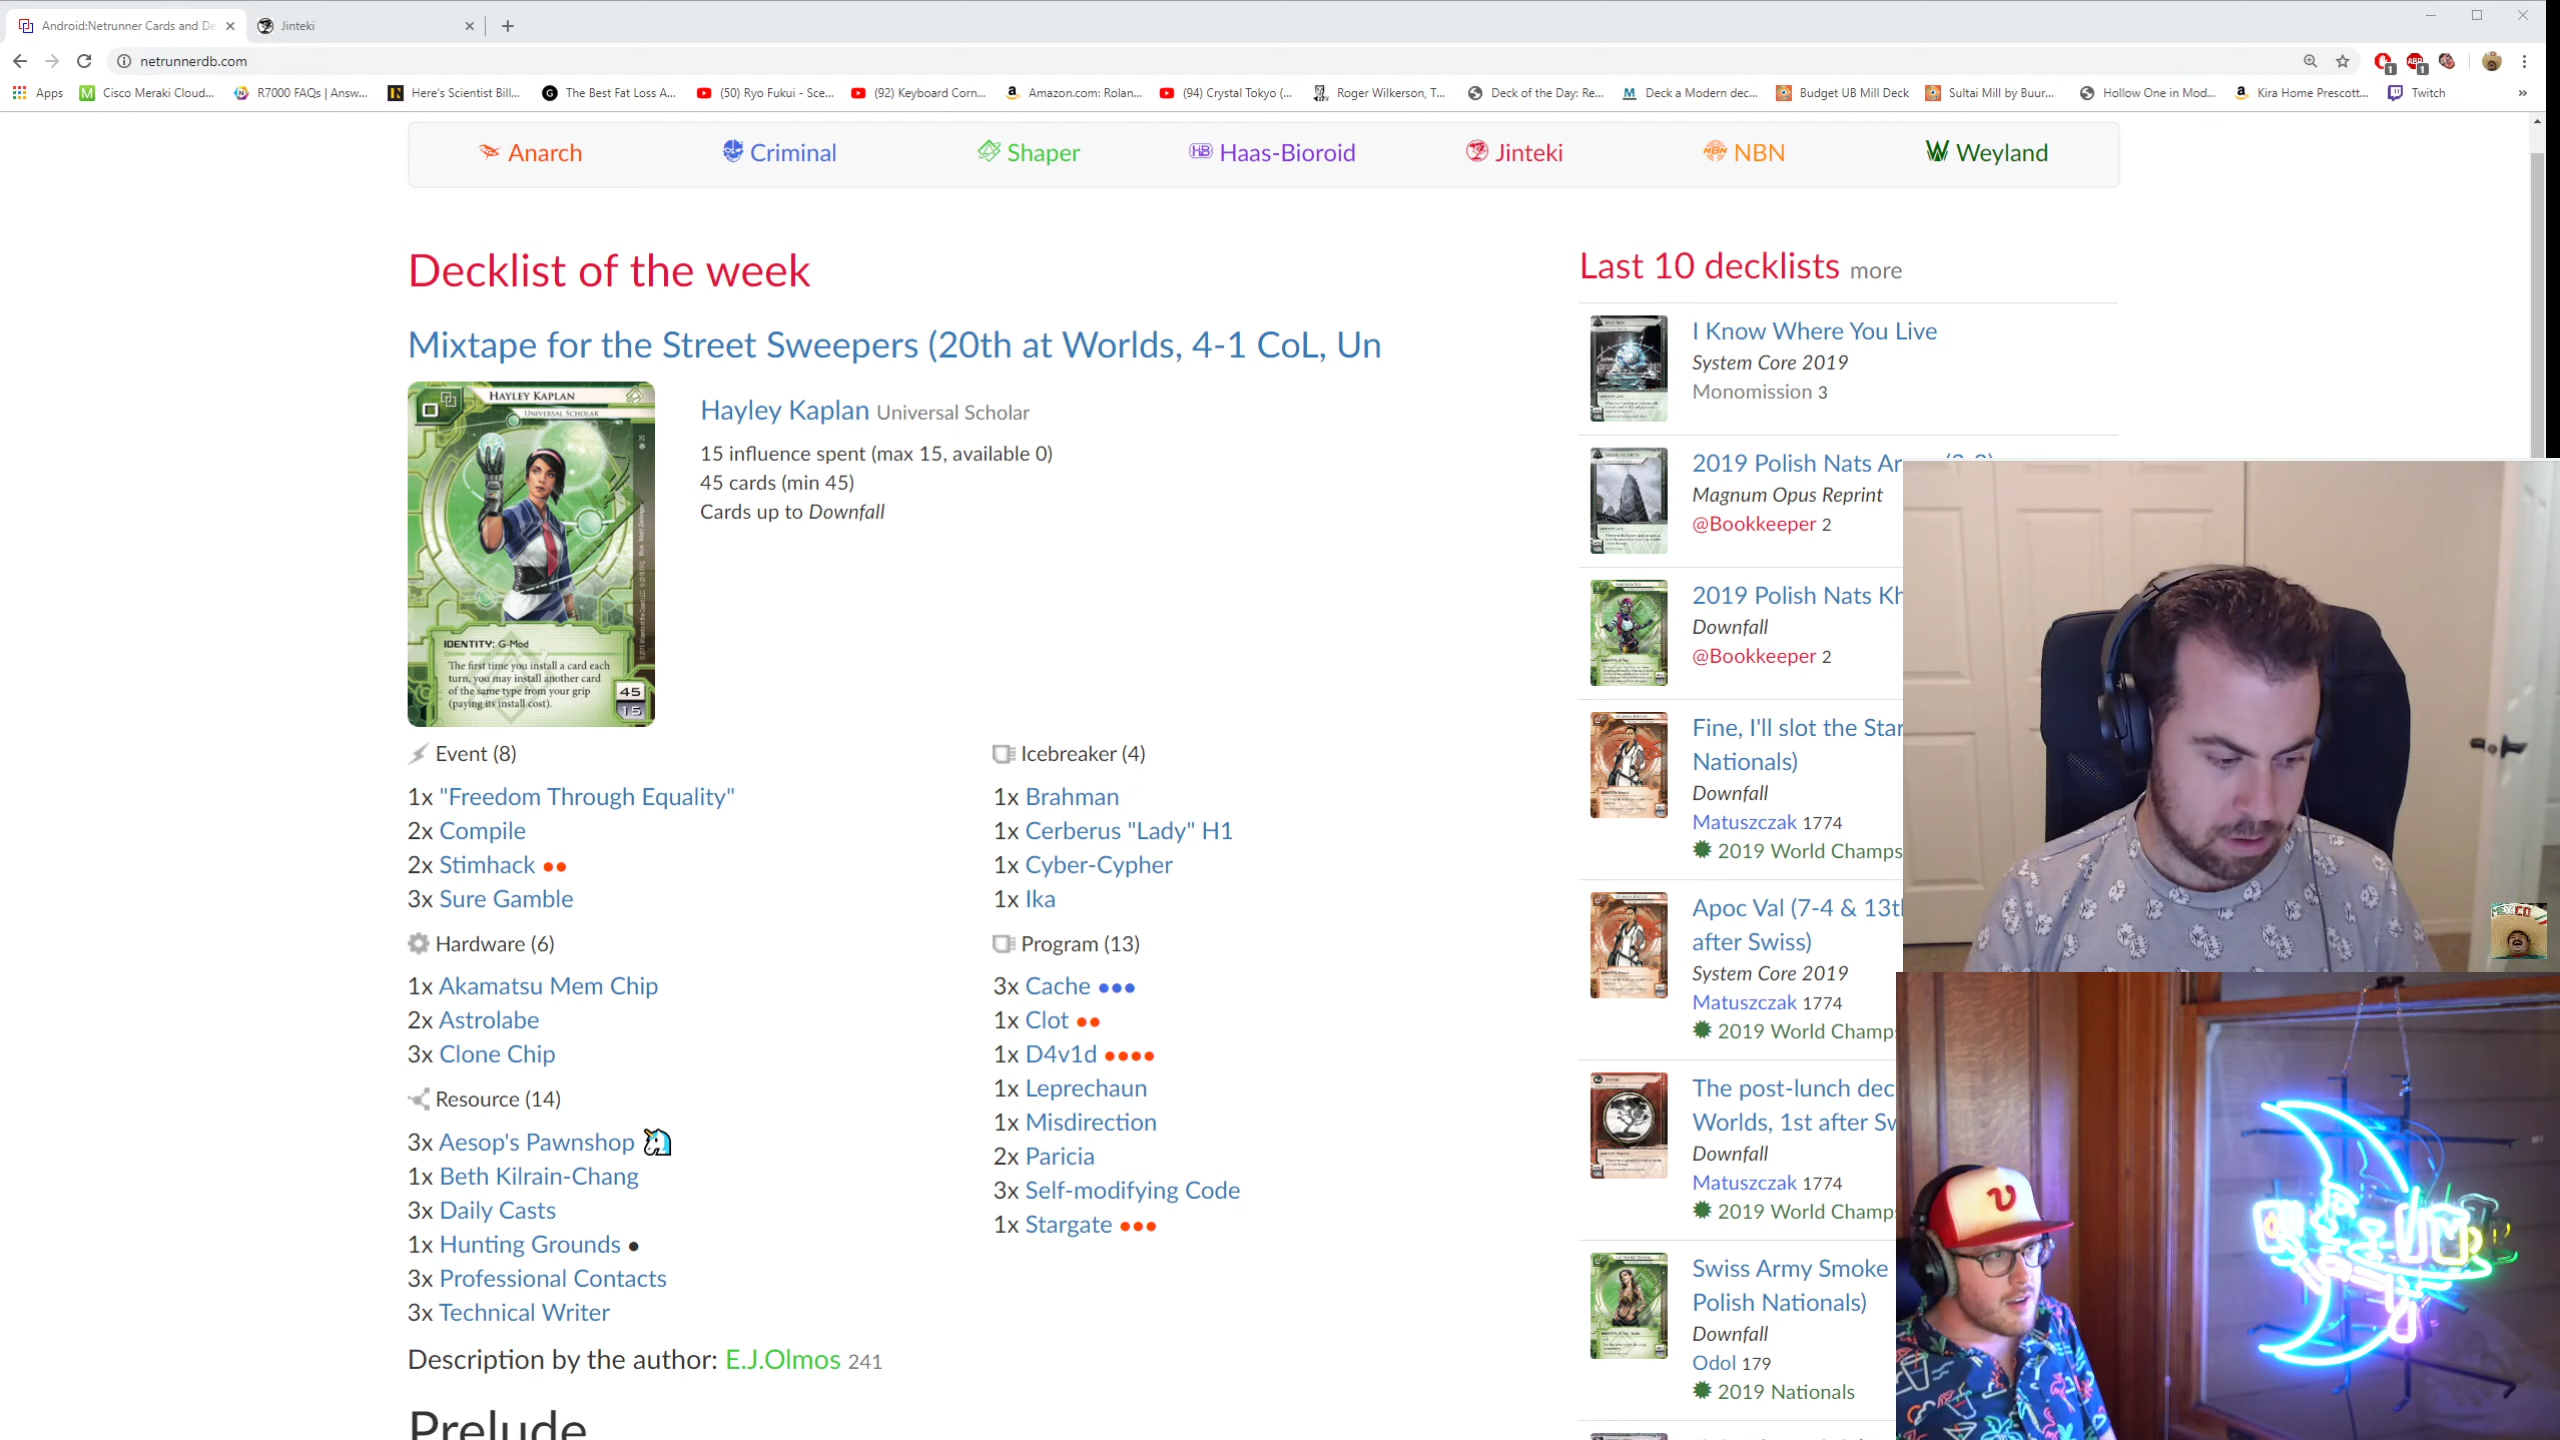 Android:Netrunner Cards and De
Jinteki
netrunnerdb.com
Apps
Cisco Meraki Cloud...
R7000 FAQs | Answ...
Here's Scientist Bill...
The Best Fat Loss A...
(50) Ryo Fukui - Sce...
(92) Keyboard Corn...
Amazon.com: Rolan...
(94) Crystal Tokyo (...
Roger Wilkerson, T...
Deck of the Day: Re...
Deck a Modern dec...
Budget UB Mill Deck
Sultai Mill by Buur...
Hollow One in Mod...
Kira Home Prescott...
Twitch
Anarch
Criminal
Shaper
Haas-Bioroid
Jinteki
NBN
Weyland
Decklist of the week
Mixtape for the Street Sweepers (20th at Worlds, 4-1 CoL, Un
HAYLEY KAPLAN
UNIVERSAL SCHOLAR
IDENTITY: G-Mod
The first time you install a card each
turn, you may install another card
of the same type from your grip
(paying its install cost).
45
15
Hayley Kaplan Universal Scholar
15 influence spent (max 15, available 0)
45 cards (min 45)
Cards up to Downfall
Event (8)
1x "Freedom Through Equality"
2x Compile
2x Stimhack
3x Sure Gamble
Hardware (6)
1x Akamatsu Mem Chip
2x Astrolabe
3x Clone Chip
Resource (14)
3x Aesop's Pawnshop
1x Beth Kilrain-Chang
3x Daily Casts
1x Hunting Grounds
3x Professional Contacts
3x Technical Writer
Icebreaker (4)
1x Brahman
1x Cerberus "Lady" H1
1x Cyber-Cypher
1x Ika
Program (13)
3x Cache
1x Clot
1x D4v1d
1x Leprechaun
1x Misdirection
2x Paricia
3x Self-modifying Code
1x Stargate
Description by the author: E.J.Olmos 241
Prelude
Last 10 decklists more
I Know Where You Live
System Core 2019
Monomission 3
2019 Polish Nats
Magnum Opus Reprint
@Bookkeeper 2
2019 Polish Nats Kh
Downfall
@Bookkeeper 2
Fine, I'll slot the Star
Nationals)
Downfall
Matuszczak 1774
2019 World Champs
Apoc Val (7-4 & 13th
after Swiss)
System Core 2019
Matuszczak 1774
2019 World Champs
The post-lunch dec
Worlds, 1st after Sw
Downfall
Matuszczak 1774
2019 World Champs
Swiss Army Smoke
Polish Nationals)
Downfall
Odol 179
2019 Nationals
MEXICO